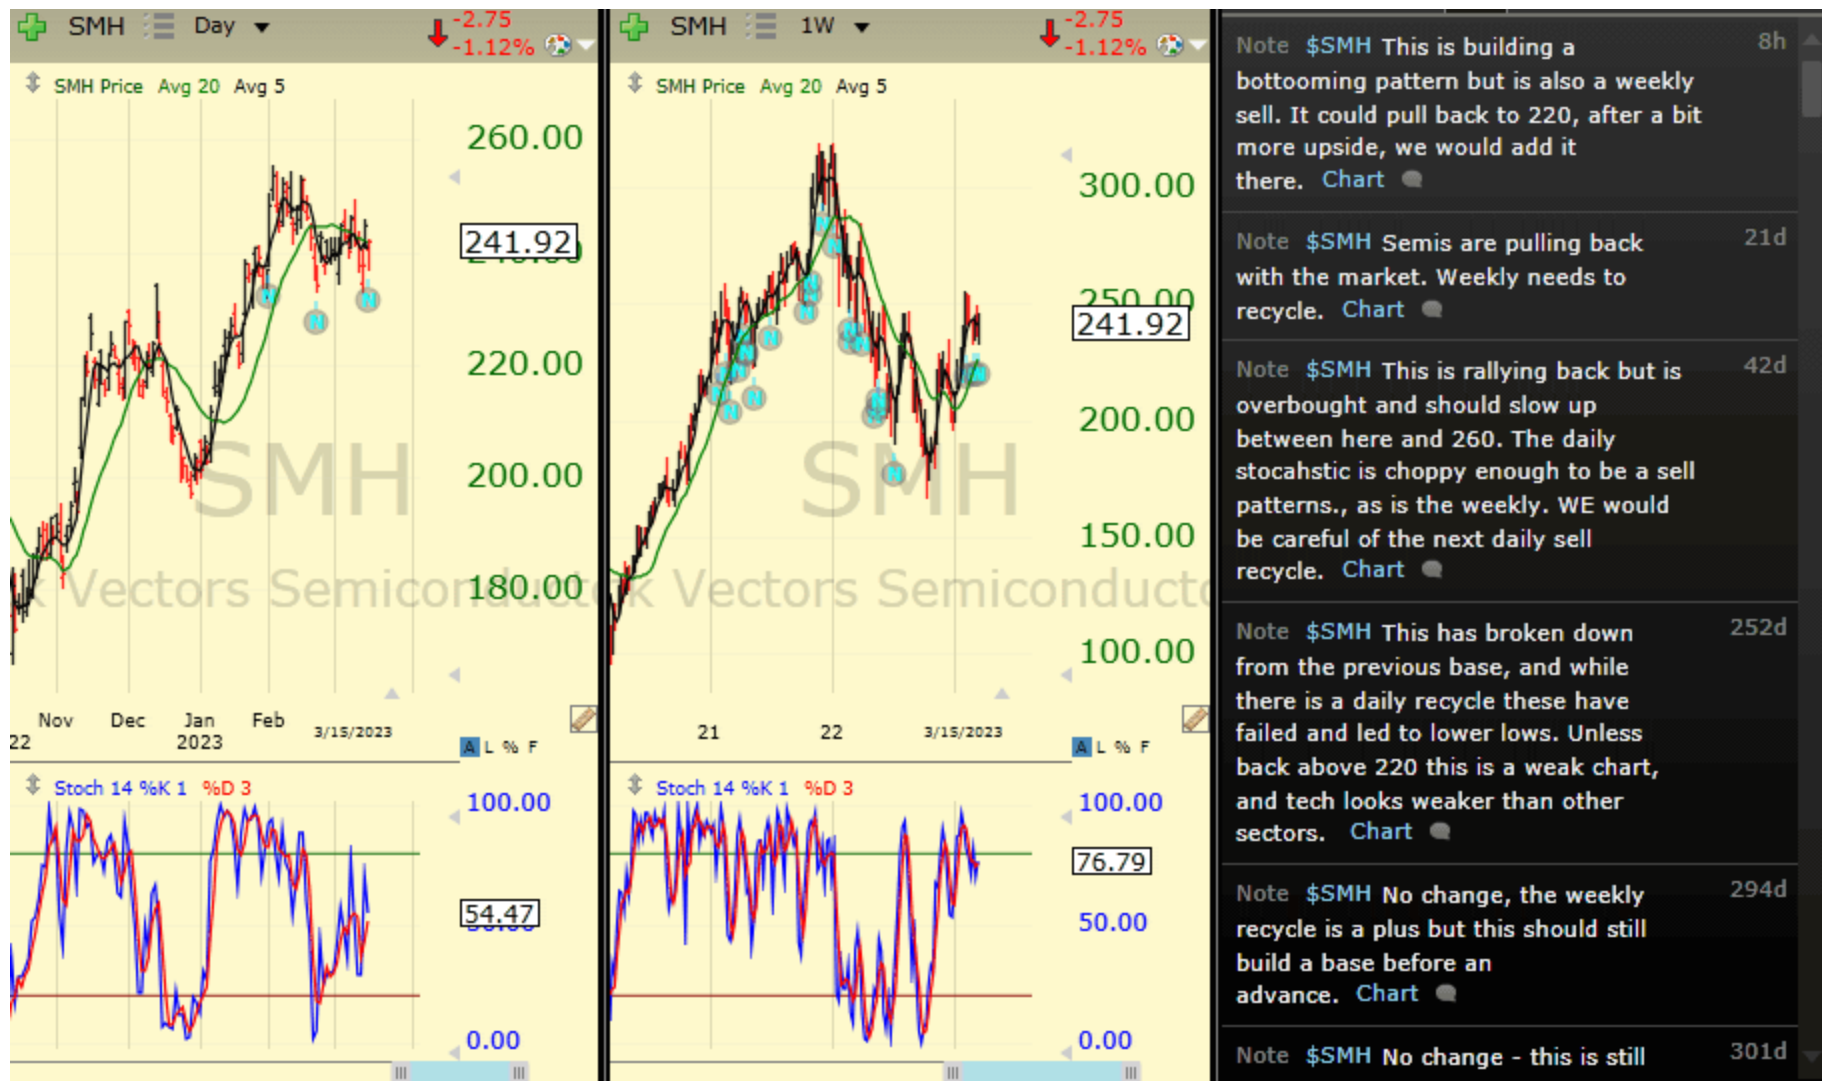 SMH Day
-2.75
-1.12%
SMH Price Avg 20 Avg 5
260.00
241.92
220.00
200.00
180.00
SMH
k Vectors Semiconducto
Nov Dec Jan Feb
22 2023 3/15/2023
A L % F
Stoch 14 %K 1 %D 3
100.00
54.47
0.00
SMH 1W
-2.75
-1.12%
SMH Price Avg 20 Avg 5
300.00
250.00
241.92
200.00
150.00
100.00
SMH
k Vectors Semiconducto
21 22 3/15/2023
A L % F
Stoch 14 %K 1 %D 3
100.00
76.79
50.00
0.00
Note $SMH This is building a 8h
bottooming pattern but is also a weekly
sell. It could pull back to 220, after a bit
more upside, we would add it
there. Chart
Note $SMH Semis are pulling back 21d
with the market. Weekly needs to
recycle. Chart
Note $SMH This is rallying back but is 42d
overbought and should slow up
between here and 260. The daily
stocahstic is choppy enough to be a sell
patterns., as is the weekly. WE would
be careful of the next daily sell
recycle. Chart
Note $SMH This has broken down 252d
from the previous base, and while
there is a daily recycle these have
failed and led to lower lows. Unless
back above 220 this is a weak chart,
and tech looks weaker than other
sectors. Chart
Note $SMH No change, the weekly 294d
recycle is a plus but this should still
build a base before an
advance. Chart
Note $SMH No change - this is still 301d